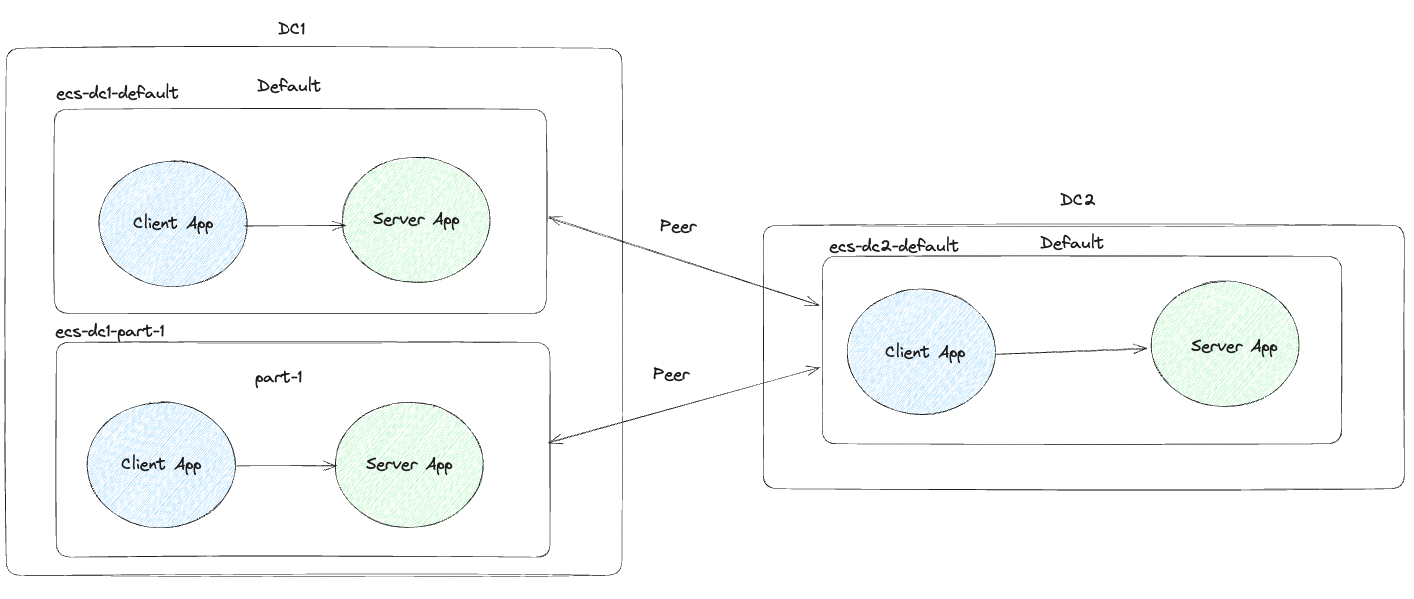 DC1
Default
ecs-dc1-default
Client App
Server App
ecs-dc1-part-1
part-1
Client App
Server App
Peer
Peer
DC2
ecs-dc2-default
Default
Client App
Server App